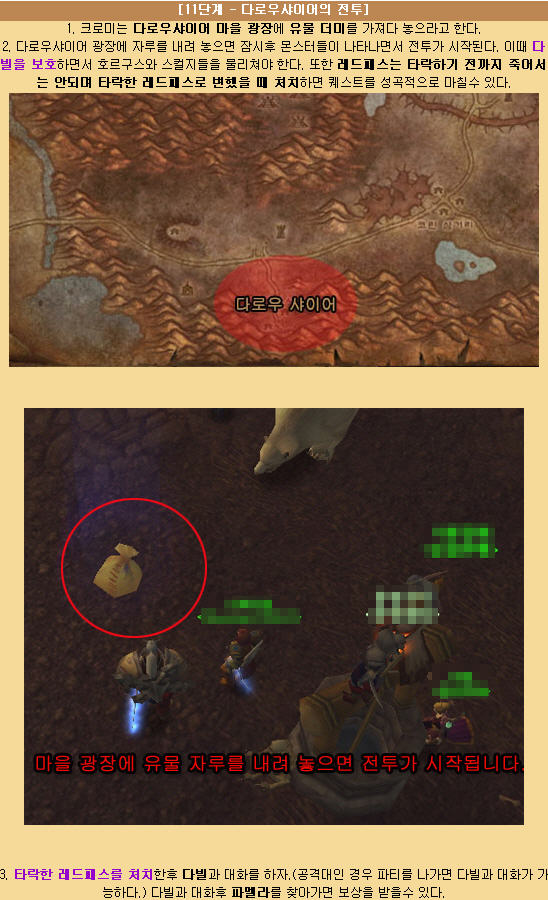 [11단계 - 다로우샤이어의 전투]
1. 크로미는 다로우샤이어 마을 광장에 유물 더미를 가져다 놓으라고 한다.
2. 다로우샤이어 광장에 자루를 내려 놓으면 잠시후 몬스터들이 나타나면서 전투가 시작된다. 이때 다
빌을 보호하면서 호르구스와 스컬지들을 물리쳐야 한다. 또한 레드패스는 타락하기 전까지 죽어서
는 안되며 타락한 레드패스로 변했을 때 처치하면 퀘스트를 성곡적으로 마칠수 있다.
코린 삼거리
다로우 샤이어
마을 광장에 유물 자루를 내려 놓으면 전투가 시작됩니다.
3. 타락한 레드패스를 처치한후 다빌과 대화를 하자.(공격대인 경우 파티를 나가면 다빌과 대화가 가
능하다.) 다빌과 대화후 파멜라를 찾아가면 보상을 받을수 있다.